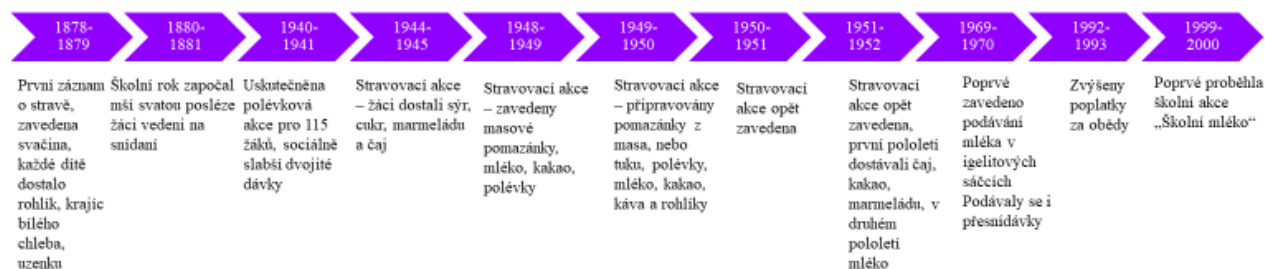 1878-
1879
1880-
1881
1940-
1941
1944-
1945
1948-
1949
1949-
1950
1950-
1951
1951-
1952
1969-
1970
1992-
1993
1999-
2000
První záznam
o stravě,
zavedena
svačina,
každé dítě
dostalo
rohlík, krajíc
bílého
chleba,
uzenku
Školní rok započal
mší svatou posléze
žáci vedeni na
snídani
Uskutečněna
polévková
akce pro 115
žáků, sociálně
slabší dvojité
dávky
Stravovací akce
– žáci dostali sýr,
cukr, marmeládu
a čaj
Stravovací akce
– zavedeny
masové
pomazánky,
mléko, kakao,
polévky
Stravovací akce
– připravovány
pomazánky z
masa, nebo
tuku, polévky,
mléko, kakao,
káva a rohlíky
Stravovací
akce opět
zavedena
Stravovací
akce opět
zavedena,
první pololetí
dostávali čaj,
kakao,
marmeládu, v
druhém
pololetí
mléko
Poprvé
zavedeno
podávání
mléka v
igelitových
sáčcích
Podávaly se i
přesnídávky
Zvýšeny
poplatky
za obědy
Poprvé proběhla
školní akce
„Školní mléko“